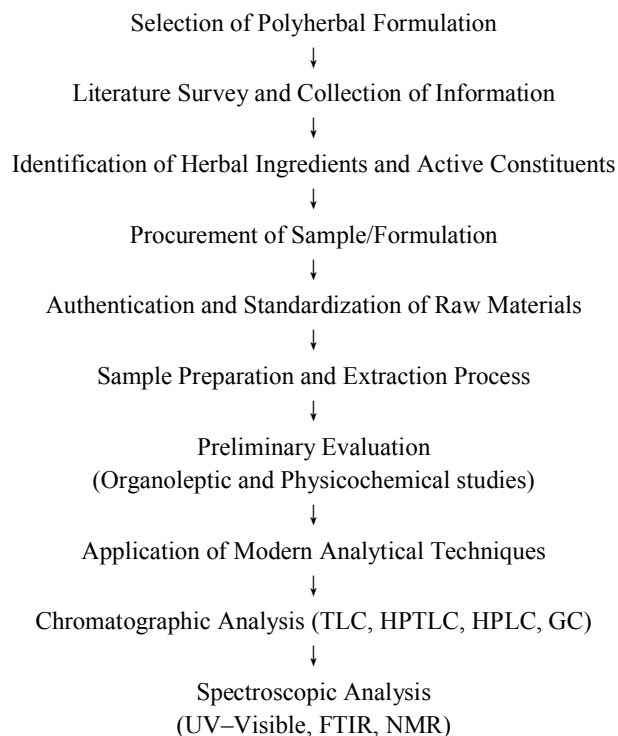 Selection of Polyherbal Formulation
↓
Literature Survey and Collection of Information
↓
Identification of Herbal Ingredients and Active Constituents
↓
Procurement of Sample/Formulation
↓
Authentication and Standardization of Raw Materials
↓
Sample Preparation and Extraction Process
↓
Preliminary Evaluation
(Organoleptic and Physicochemical studies)
↓
Application of Modern Analytical Techniques
↓
Chromatographic Analysis (TLC, HPTLC, HPLC, GC)
↓
Spectroscopic Analysis
(UV–Visible, FTIR, NMR)